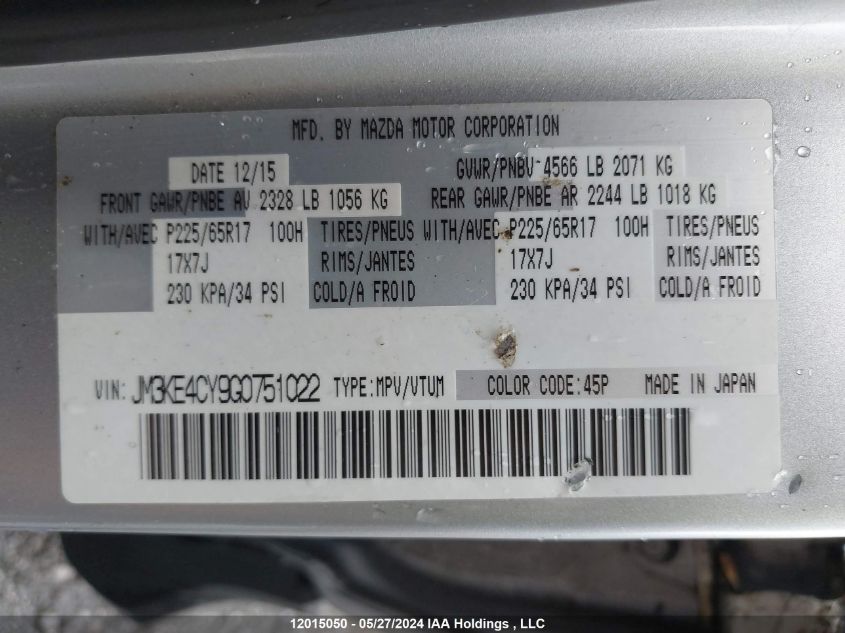 MFD. BY MAZDA MOTOR CORPORATION
DATE 12/15 GVWR/PNBV 4566 LB 2071 KG
FRONT GAWR/PNBE AV 2328 LB 1056 KG REAR GAWR/PNBE AR 2244 LB 1018 KG
WITH/AVEC P225/65R17 100H TIRES/PNEUS WITH/AVEC P225/65R17 100H TIRES/PNEUS
17X7J RIMS/JANTES 17X7J RIMS/JANTES
230 KPA/34 PSI COLD/A FROID 230 KPA/34 PSI COLD/A FROID
VIN: JM3KE4CY9G0751022 TYPE:MPV/VTUM COLOR CODE:45P MADE IN JAPAN
12015050 - 05/27/2024 IAA Holdings , LLC